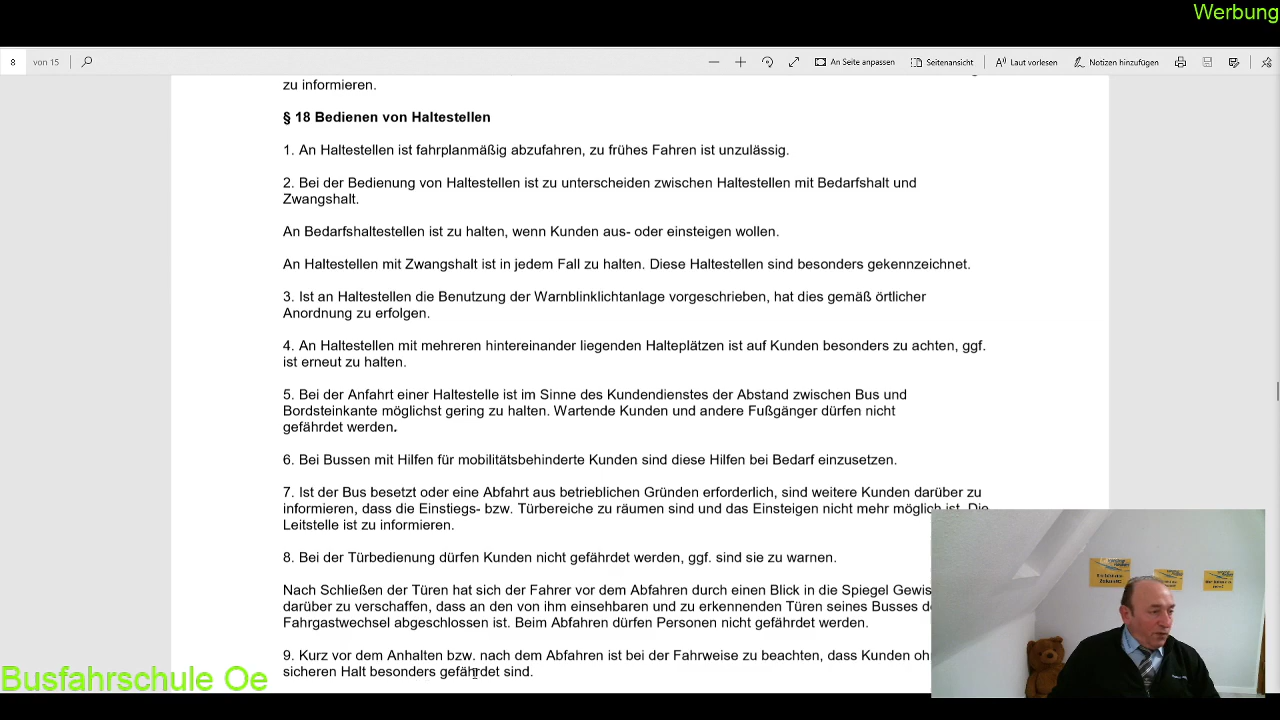 Werbung
8 von 15
An Seite anpassen
Seitenansicht
Laut vorlesen
Notizen hinzufügen
zu informieren.
§ 18 Bedienen von Haltestellen
1. An Haltestellen ist fahrplanmäßig abzufahren, zu frühes Fahren ist unzulässig.
2. Bei der Bedienung von Haltestellen ist zu unterscheiden zwischen Haltestellen mit Bedarfshalt und
Zwangshalt.
An Bedarfshaltestellen ist zu halten, wenn Kunden aus- oder einsteigen wollen.
An Haltestellen mit Zwangshalt ist in jedem Fall zu halten. Diese Haltestellen sind besonders gekennzeichnet.
3. Ist an Haltestellen die Benutzung der Warnblinklichtanlage vorgeschrieben, hat dies gemäß örtlicher
Anordnung zu erfolgen.
4. An Haltestellen mit mehreren hintereinander liegenden Halteplätzen ist auf Kunden besonders zu achten, ggf.
ist erneut zu halten.
5. Bei der Anfahrt einer Haltestelle ist im Sinne des Kundendienstes der Abstand zwischen Bus und
Bordsteinkante möglichst gering zu halten. Wartende Kunden und andere Fußgänger dürfen nicht
gefährdet werden.
6. Bei Bussen mit Hilfen für mobilitätsbehinderte Kunden sind diese Hilfen bei Bedarf einzusetzen.
7. Ist der Bus besetzt oder eine Abfahrt aus betrieblichen Gründen erforderlich, sind weitere Kunden darüber zu
informieren, dass die Einstiegs- bzw. Türbereiche zu räumen sind und das Einsteigen nicht mehr möglich ist. Die
Leitstelle ist zu informieren.
8. Bei der Türbedienung dürfen Kunden nicht gefährdet werden, ggf. sind sie zu warnen.
Nach Schließen der Türen hat sich der Fahrer vor dem Abfahren durch einen Blick in die Spiegel Gewis
darüber zu verschaffen, dass an den von ihm einsehbaren und zu erkennenden Türen seines Busses de
Fahrgastwechsel abgeschlossen ist. Beim Abfahren dürfen Personen nicht gefährdet werden.
9. Kurz vor dem Anhalten bzw. nach dem Abfahren ist bei der Fahrweise zu beachten, dass Kunden oh
sicheren Halt besonders gefährdet sind.
Busfahrschule Oe